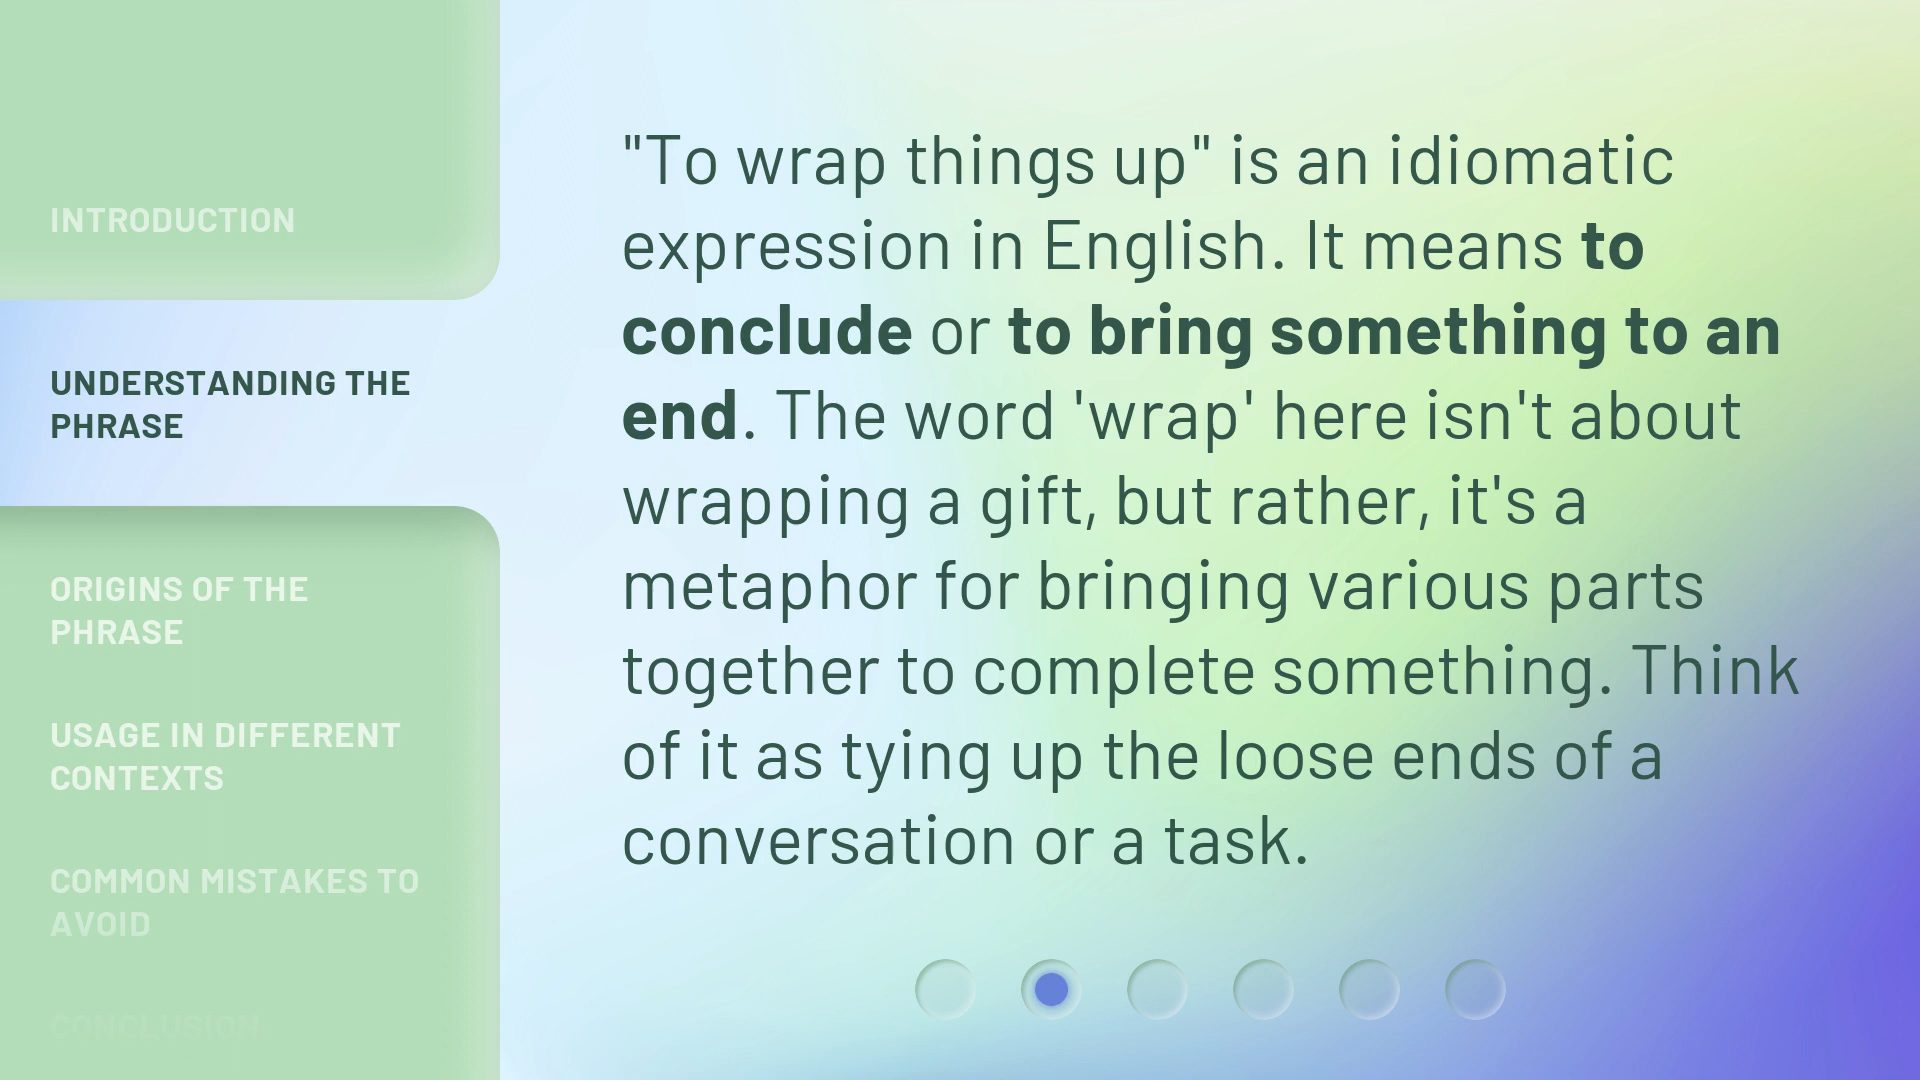 INTRODUCTION
UNDERSTANDING THE
PHRASE
ORIGINS OF THE
PHRASE
USAGE IN DIFFERENT
CONTEXTS
COMMON MISTAKES TO
AVOID
CONCLUSION
"To wrap things up" is an idiomatic
expression in English. It means to
conclude or to bring something to an
end. The word 'wrap' here isn't about
wrapping a gift, but rather, it's a
metaphor for bringing various parts
together to complete something. Think
of it as tying up the loose ends of a
conversation or a task.